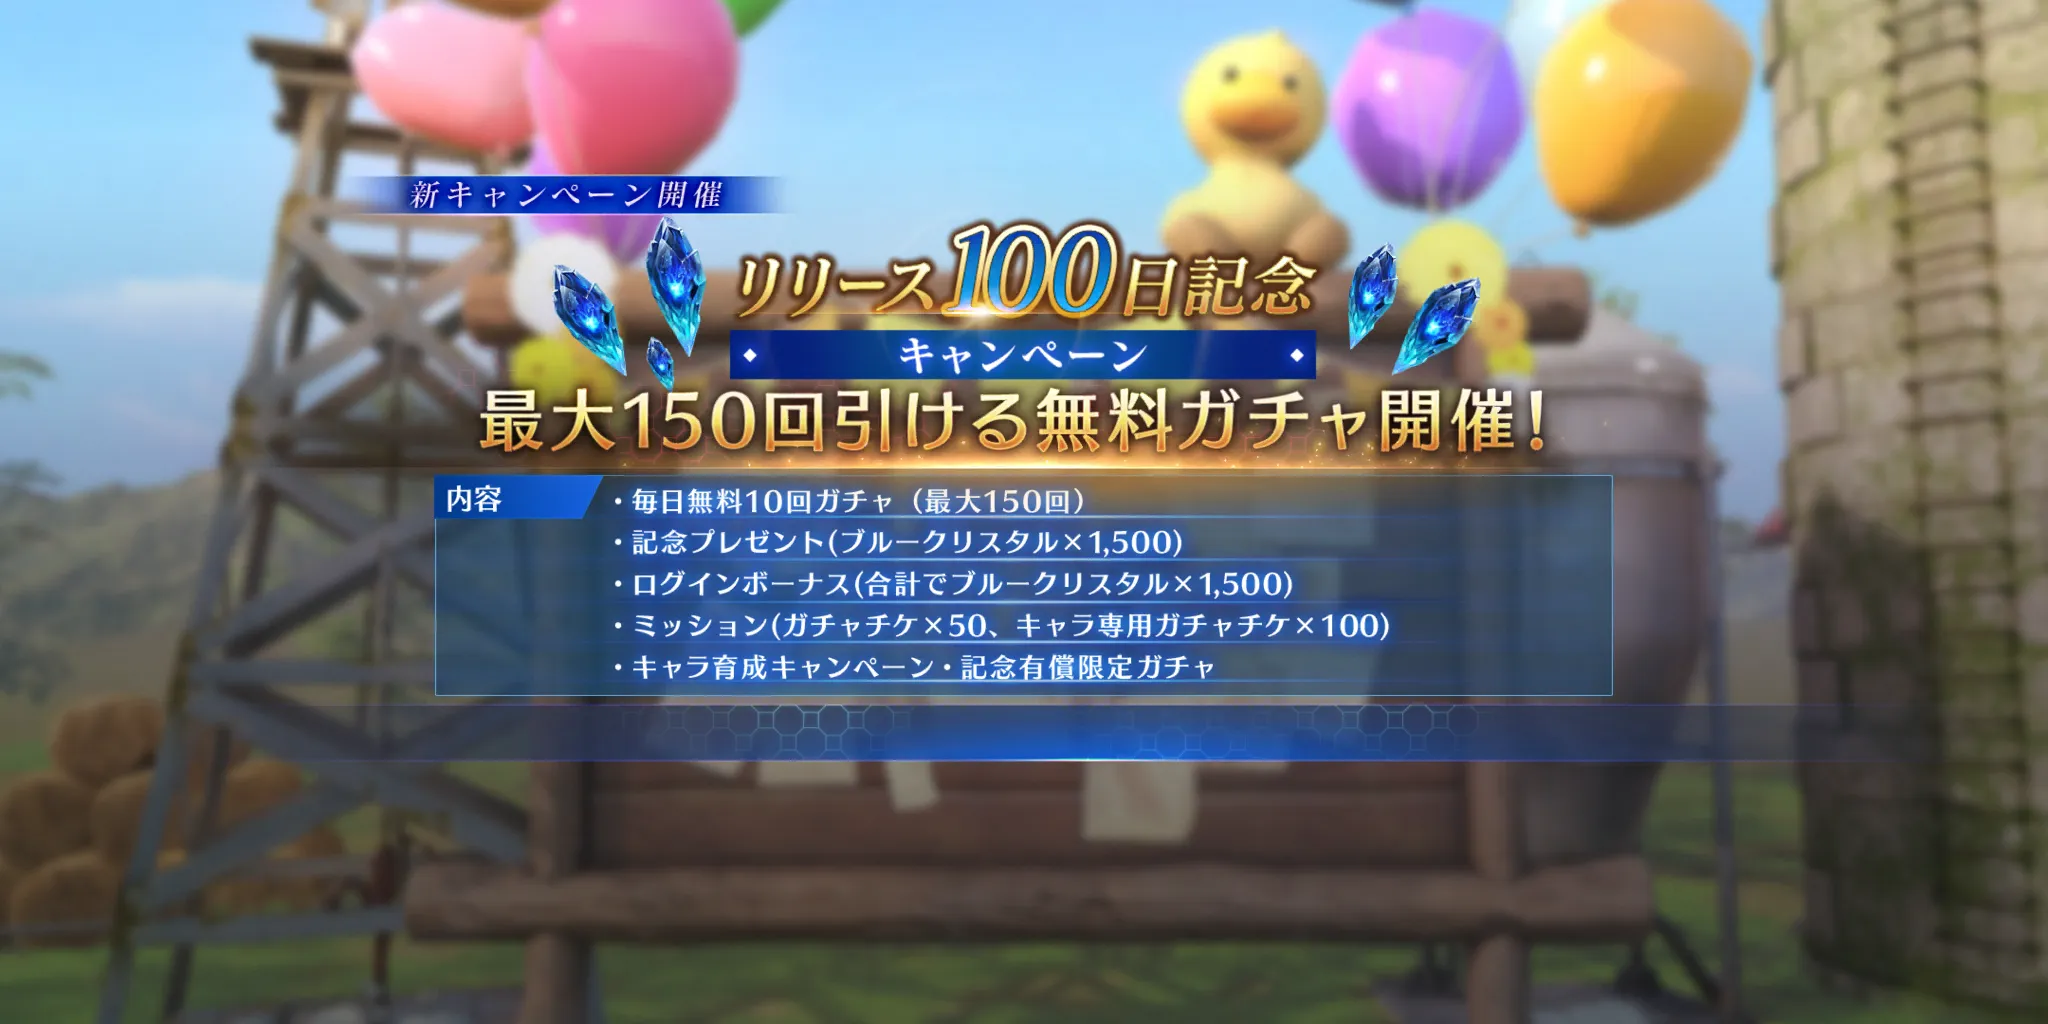 新キャンペーン開催
リリース100日記念
キャンペーン
最大150回引ける無料ガチャ開催!
内容
・毎日無料10回ガチャ（最大150回）
・記念プレゼント(ブルークリスタル×1,500)
・ログインボーナス(合計でブルークリスタル×1,500)
・ミッション(ガチャチケ×50、キャラ専用ガチャチケ×100)
・キャラ育成キャンペーン・記念有償限定ガチャ